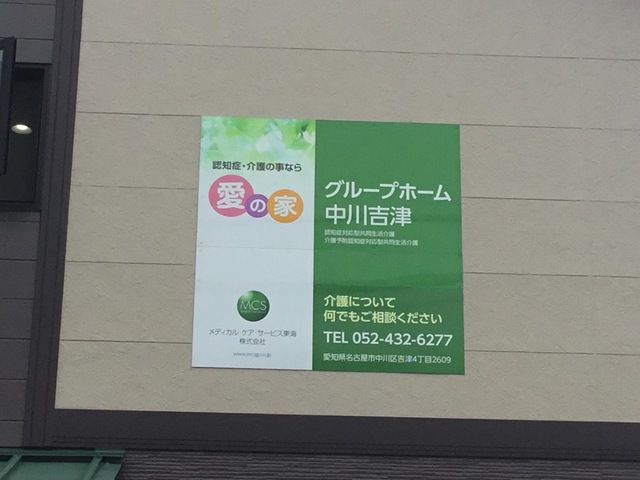 認知症・介護の事なら
愛の家
MCS
メディカル・ケア・サービス東海
株式会社
グループホーム
中川吉津
認知症対応型共同生活介護
介護予防認知症対応型共同生活介護
介護について
何でもご相談ください
TEL 052-432-6277
愛知県名古屋市中川区吉津4丁目2609